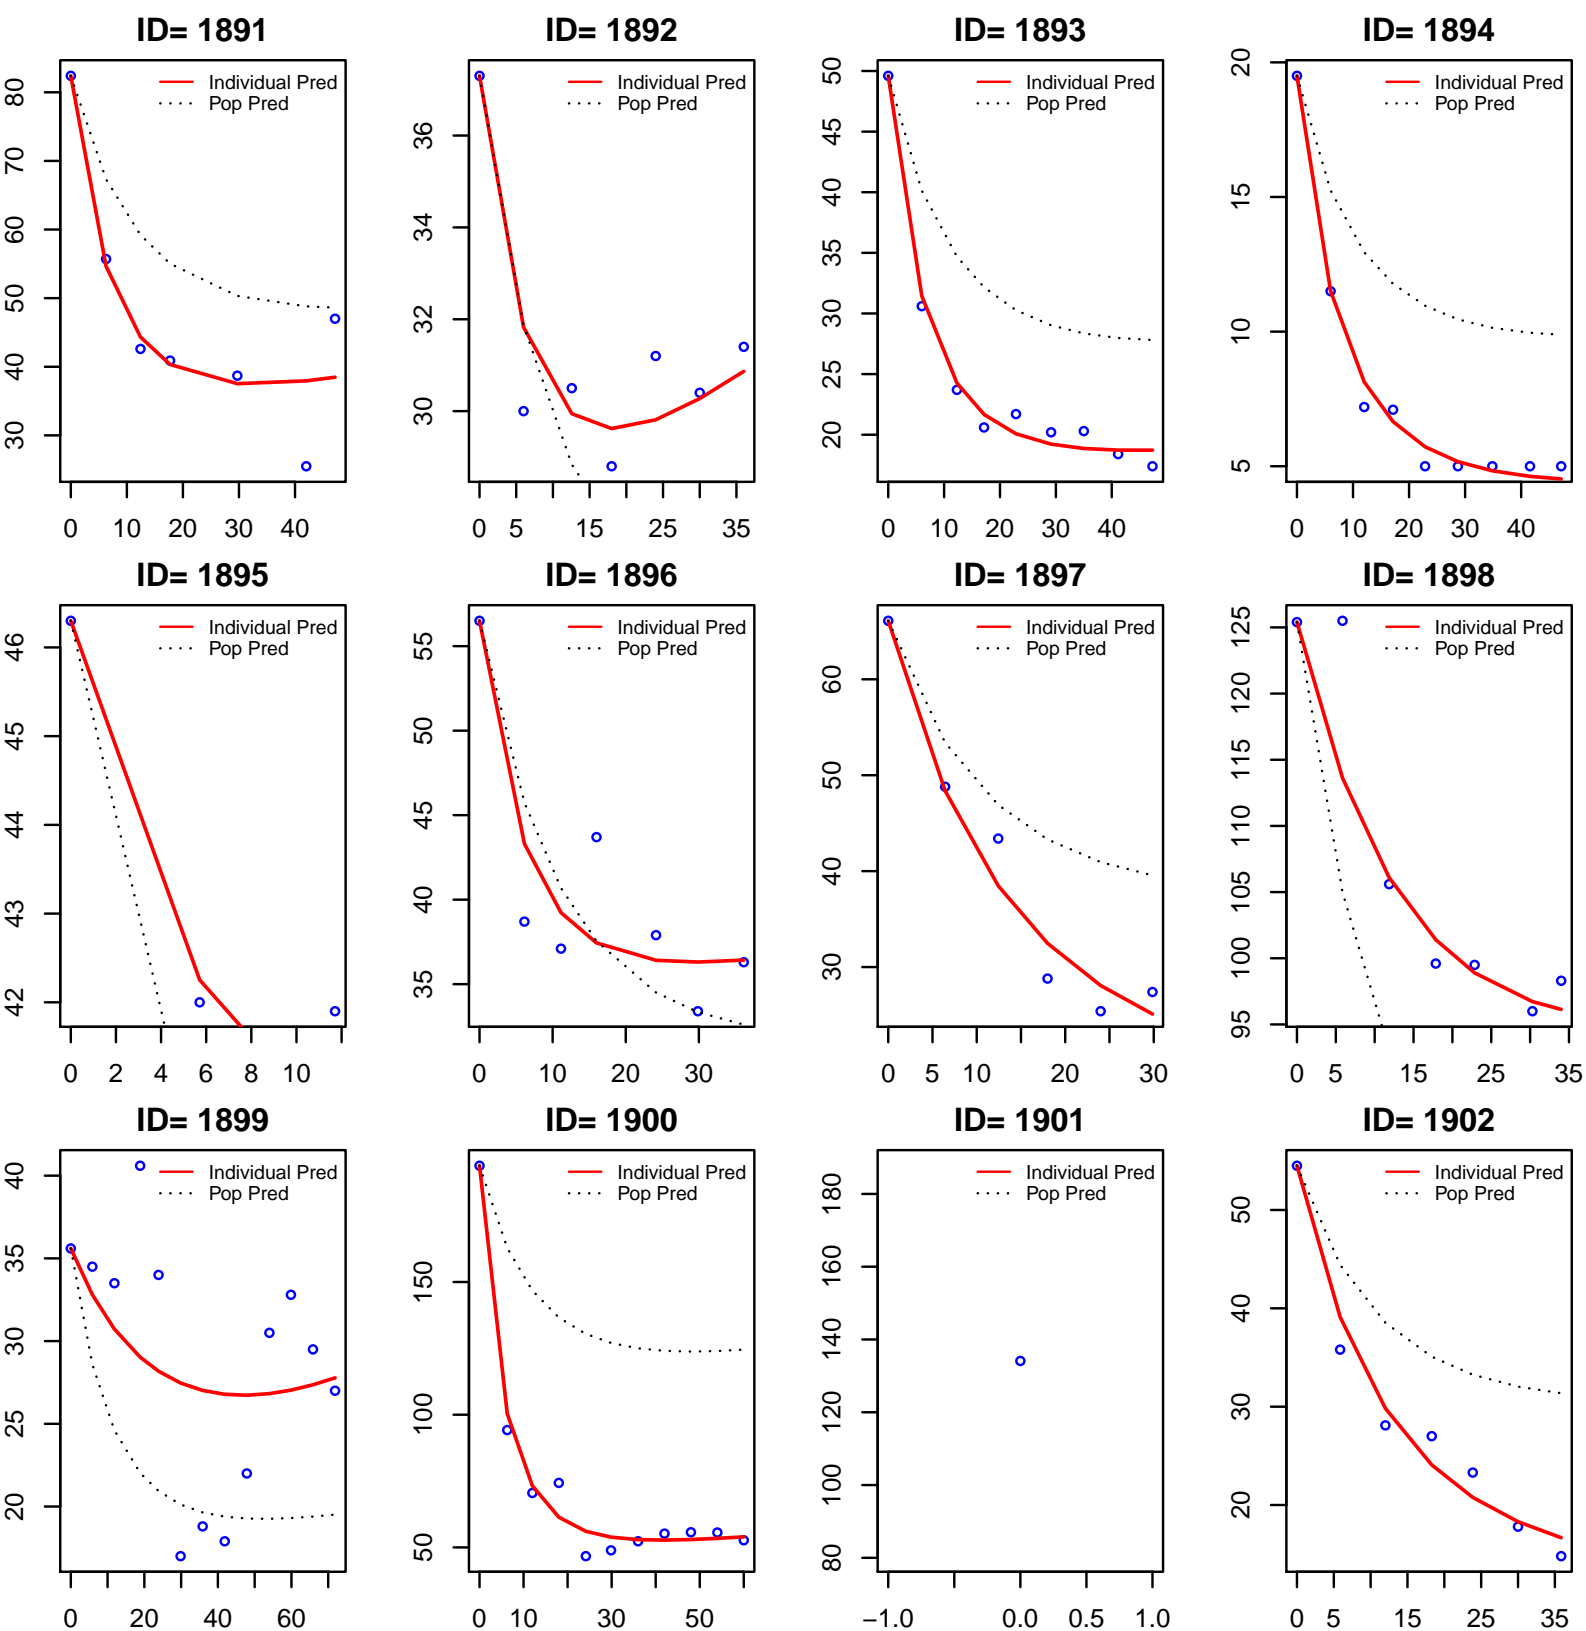 ID= 1891
Individual Pred
Pop Pred
80
70
60
50
40
30
0 10 20 30 40
ID= 1892
Individual Pred
Pop Pred
36
34
32
30
0 5 15 25 35
ID= 1893
Individual Pred
Pop Pred
50
45
40
35
30
25
20
0 10 20 30 40
ID= 1894
Individual Pred
Pop Pred
20
15
10
5
0 10 20 30 40
ID= 1895
Individual Pred
Pop Pred
46
45
44
43
42
0 2 4 6 8 10
ID= 1896
Individual Pred
Pop Pred
55
50
45
40
35
0 10 20 30
ID= 1897
Individual Pred
Pop Pred
60
50
40
30
0 5 10 20 30
ID= 1898
Individual Pred
Pop Pred
125
120
115
110
105
100
95
0 5 15 25 35
ID= 1899
Individual Pred
Pop Pred
40
35
30
25
20
0 20 40 60
ID= 1900
Individual Pred
Pop Pred
150
100
50
0 10 30 50
ID= 1901
Individual Pred
Pop Pred
180
160
140
120
100
80
−1.0 0.0 0.5 1.0
ID= 1902
Individual Pred
Pop Pred
50
40
30
20
0 5 15 25 35